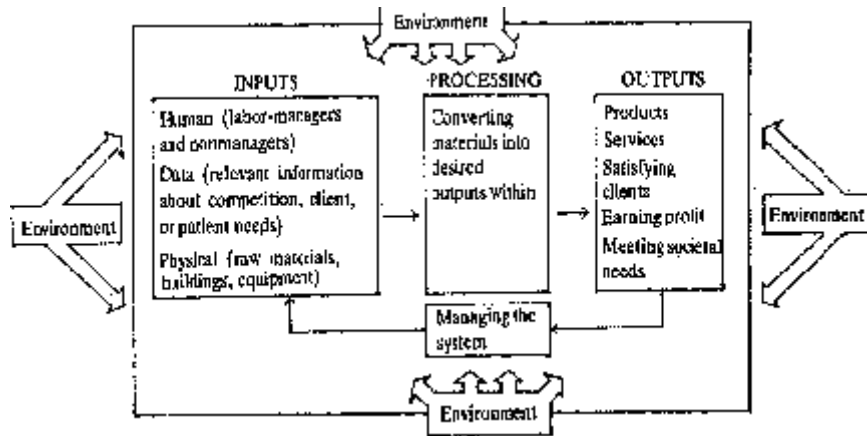 Environment
INPUTS
Human (labor-managers
and nonmanagers)
Data (relevant information
about competition, client,
or patient needs)
Physical (raw materials,
buildings, equipment)
PROCESSING
Converting
materials into
desired
outputs within
OUTPUTS
Products
Services
Satisfying
clients
Earning profit
Meeting societal
needs
Environment
Environment
Managing the
system
Environment